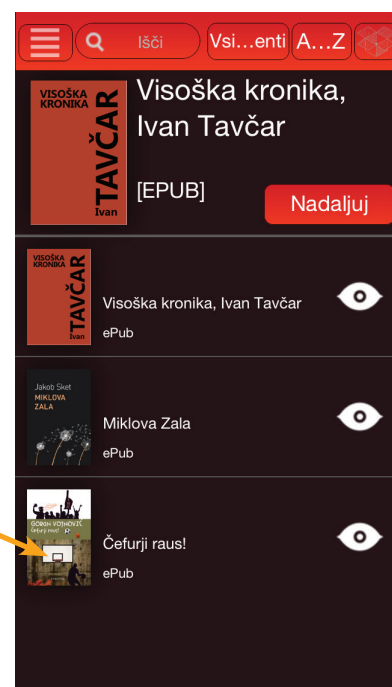 Išči
Vsi...enti
A...Z
VISOŠKA
KRONIKA
TAVČAR
Ivan
Visoška kronika,
Ivan Tavčar
[EPUB]
Nadaljuj
VISOŠKA
KRONIKA
TAVČAR
Ivan
Visoška kronika, Ivan Tavčar
ePub
Jakob Sket
MIKLOVA
ZALA
Miklova Zala
ePub
GORAN VOJNOVIĆ
Čefurji raus!
Čefurji raus!
ePub